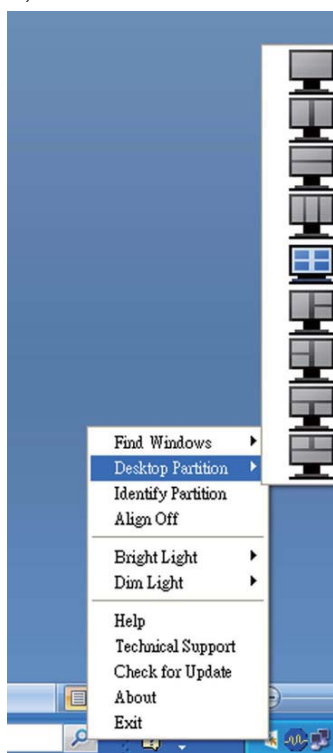 Find Windows
Desktop Partition
Identify Partition
Align Off
Bright Light
Dim Light
Help
Technical Support
Check for Update
About
Exit